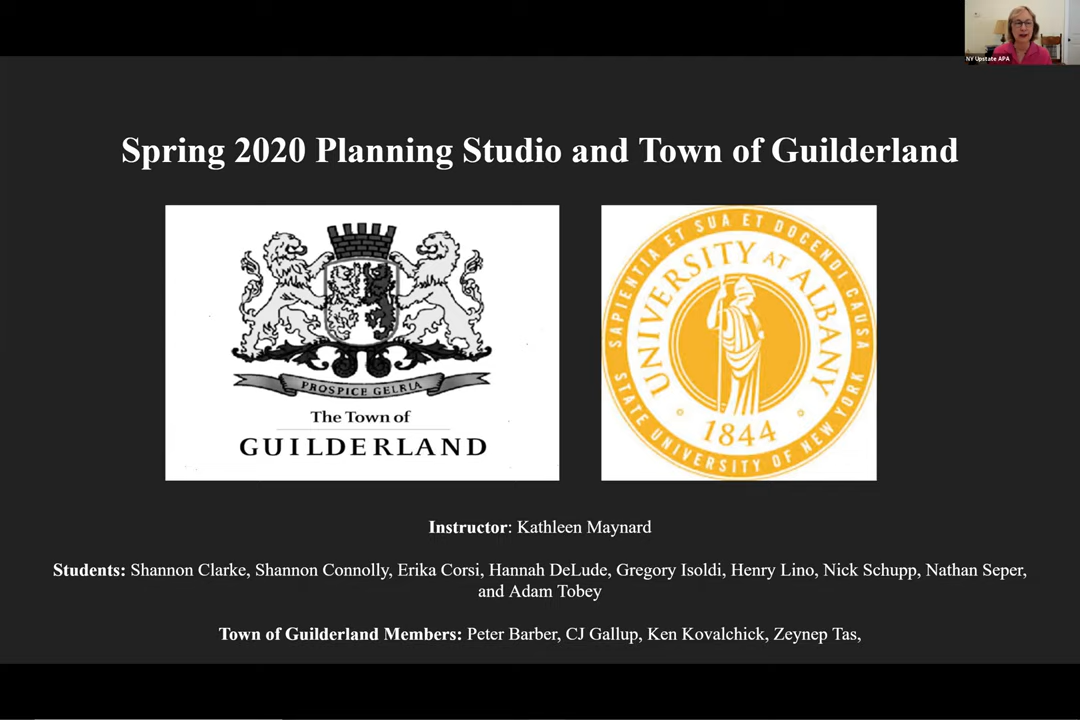 NY Upstate APA
Spring 2020 Planning Studio and Town of Guilderland
PROSPICE GELRIA
The Town of
GUILDERLAND
SAPIENTIA ET SUA ET DOCENDI CAUSA
UNIVERSITY AT ALBANY
1844
STATE UNIVERSITY OF NEW YORK
Instructor: Kathleen Maynard
Students: Shannon Clarke, Shannon Connolly, Erika Corsi, Hannah DeLude, Gregory Isoldi, Henry Lino, Nick Schupp, Nathan Seper,
and Adam Tobey
Town of Guilderland Members: Peter Barber, CJ Gallup, Ken Kovalchick, Zeynep Tas,